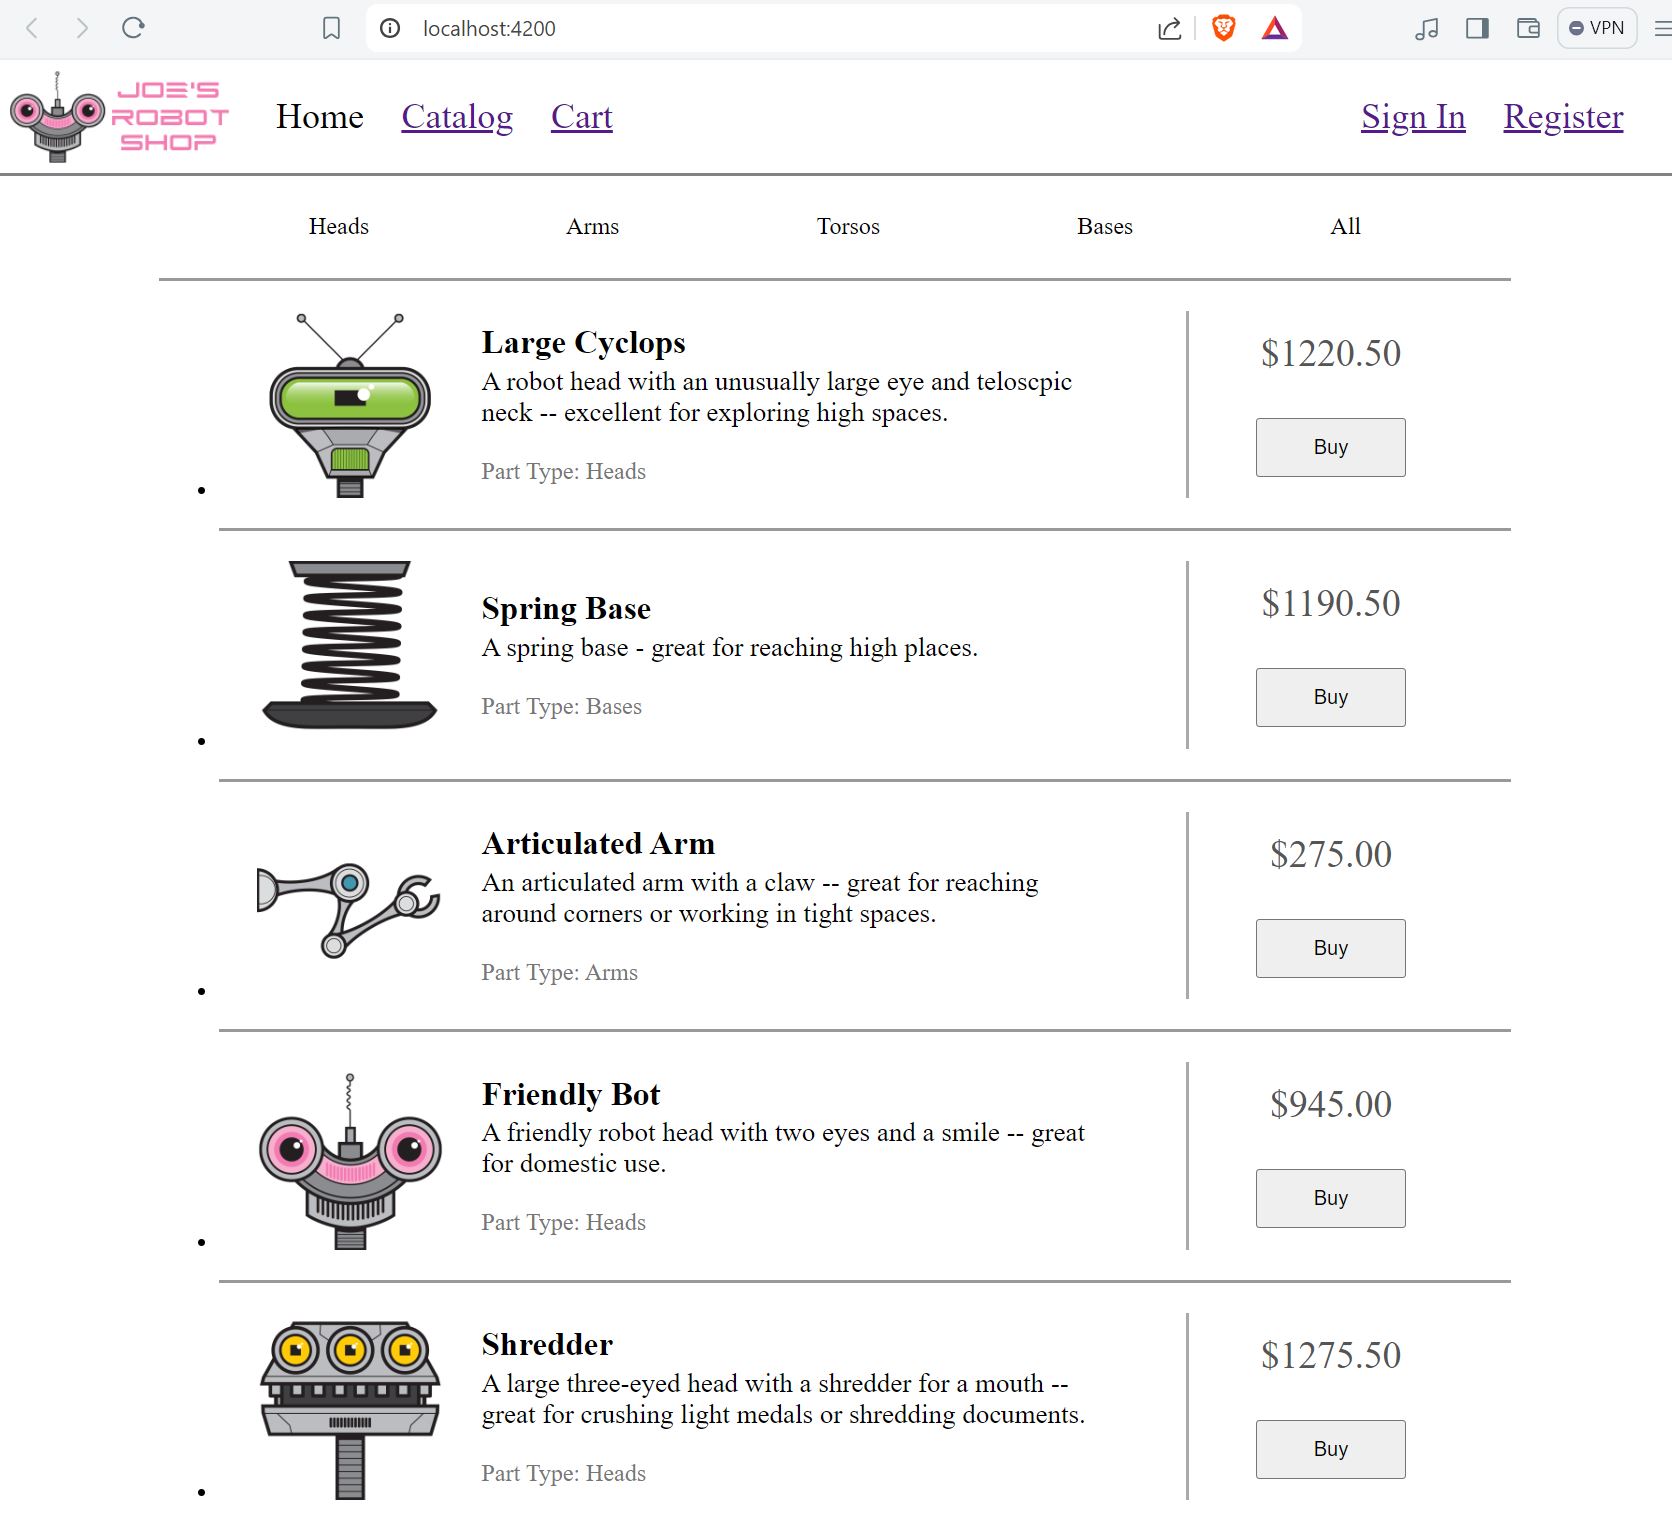 localhost:4200
VPN
JOE'S
ROBOT
SHOP
Home Catalog Cart Sign In Register
Heads Arms Torsos Bases All
Large Cyclops
A robot head with an unusually large eye and teloscpic
neck -- excellent for exploring high spaces.
Part Type: Heads
$1220.50
Buy
Spring Base
A spring base - great for reaching high places.
Part Type: Bases
$1190.50
Buy
Articulated Arm
An articulated arm with a claw -- great for reaching
around corners or working in tight spaces.
Part Type: Arms
$275.00
Buy
Friendly Bot
A friendly robot head with two eyes and a smile -- great
for domestic use.
Part Type: Heads
$945.00
Buy
Shredder
A large three-eyed head with a shredder for a mouth --
great for crushing light medals or shredding documents.
Part Type: Heads
$1275.50
Buy